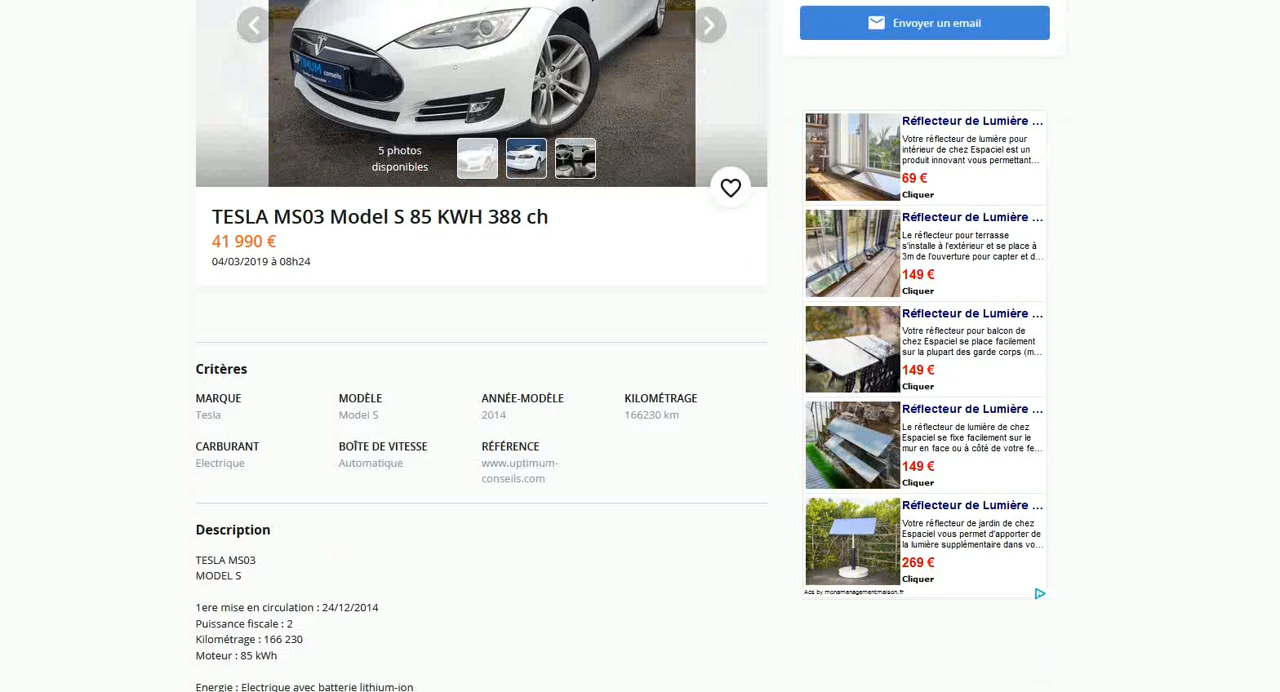 Envoyer un email
UPTIMUM
conseils
5 photos
disponibles
TESLA MS03 Model S 85 KWH 388 ch
41 990 €
04/03/2019 à 08h24
Critères
MARQUE
Tesla
MODÈLE
Model S
ANNÉE-MODÈLE
2014
KILOMÉTRAGE
166230 km
CARBURANT
Electrique
BOÎTE DE VITESSE
Automatique
RÉFÉRENCE
www.uptimum-
conseils.com
Description
TESLA MS03
MODEL S
1ere mise en circulation : 24/12/2014
Puissance fiscale : 2
Kilométrage : 166 230
Moteur : 85 kWh
Energie : Electrique avec batterie lithium-ion
Réflecteur de Lumière ...
Votre réflecteur de lumière pour
intérieur de chez Espaciel est un
produit innovant vous permettant...
69 €
Cliquer
Réflecteur de Lumière ...
Le réflecteur pour terrasse
s'installe à l'extérieur et se place à
3m de l'ouverture pour capter et d...
149 €
Cliquer
Réflecteur de Lumière ...
Votre réflecteur pour balcon de
chez Espaciel se place facilement
sur la plupart des garde corps (m...
149 €
Cliquer
Réflecteur de Lumière ...
Le réflecteur de lumière de chez
Espaciel se fixe facilement sur le
mur en face ou à côté de votre fe...
149 €
Cliquer
Réflecteur de Lumière ...
Votre réflecteur de jardin de chez
Espaciel vous permet d'apporter de
la lumière supplémentaire dans vo...
269 €
Cliquer
Ads by monamenagementmaison.fr